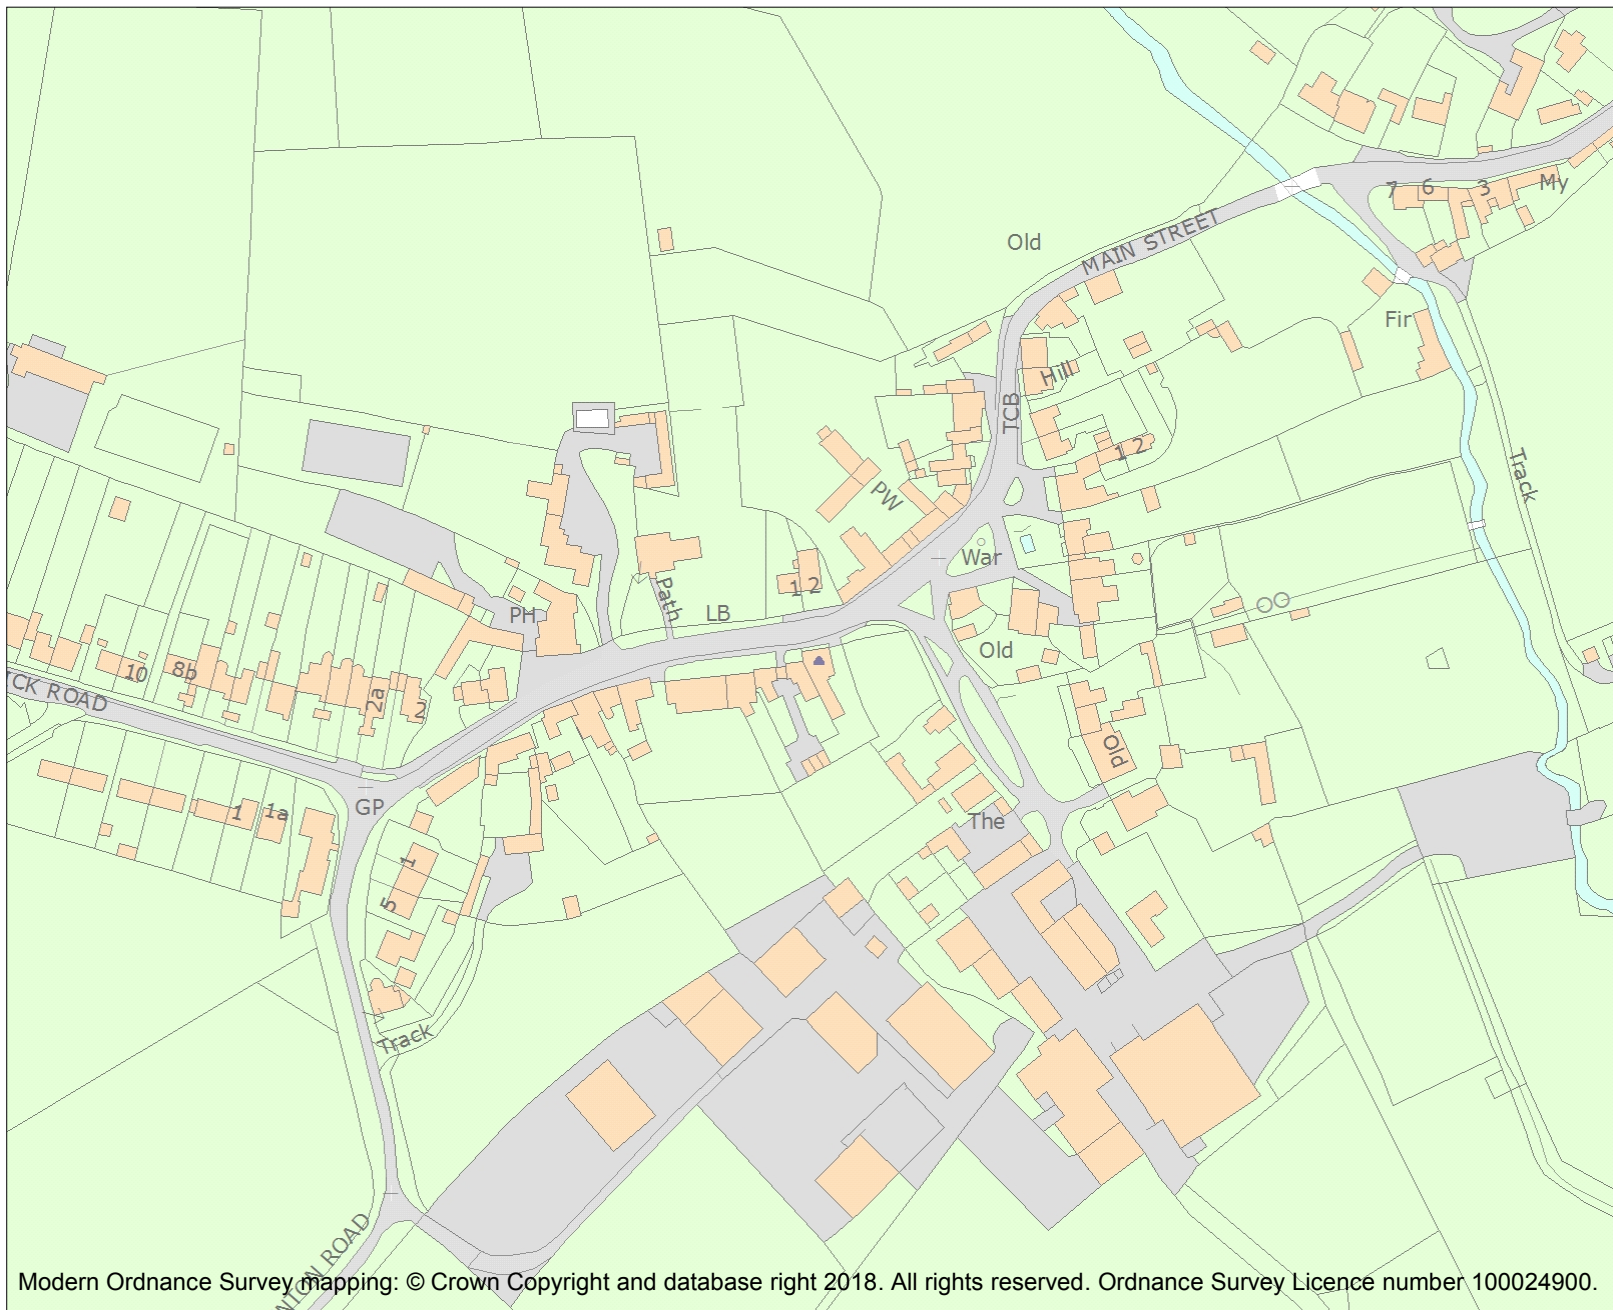 My
7 6 3
Old
MAIN STREET
Fir
Hill
TCB
1 2
Track
PW
War
1 2
Path
LB
PH
Old
10
8b
2a
2
CK ROAD
Old
GP
1
1a
The
1
5
Track
NTON ROAD
Modern Ordnance Survey mapping: © Crown Copyright and database right 2018. All rights reserved. Ordnance Survey Licence number 100024900.